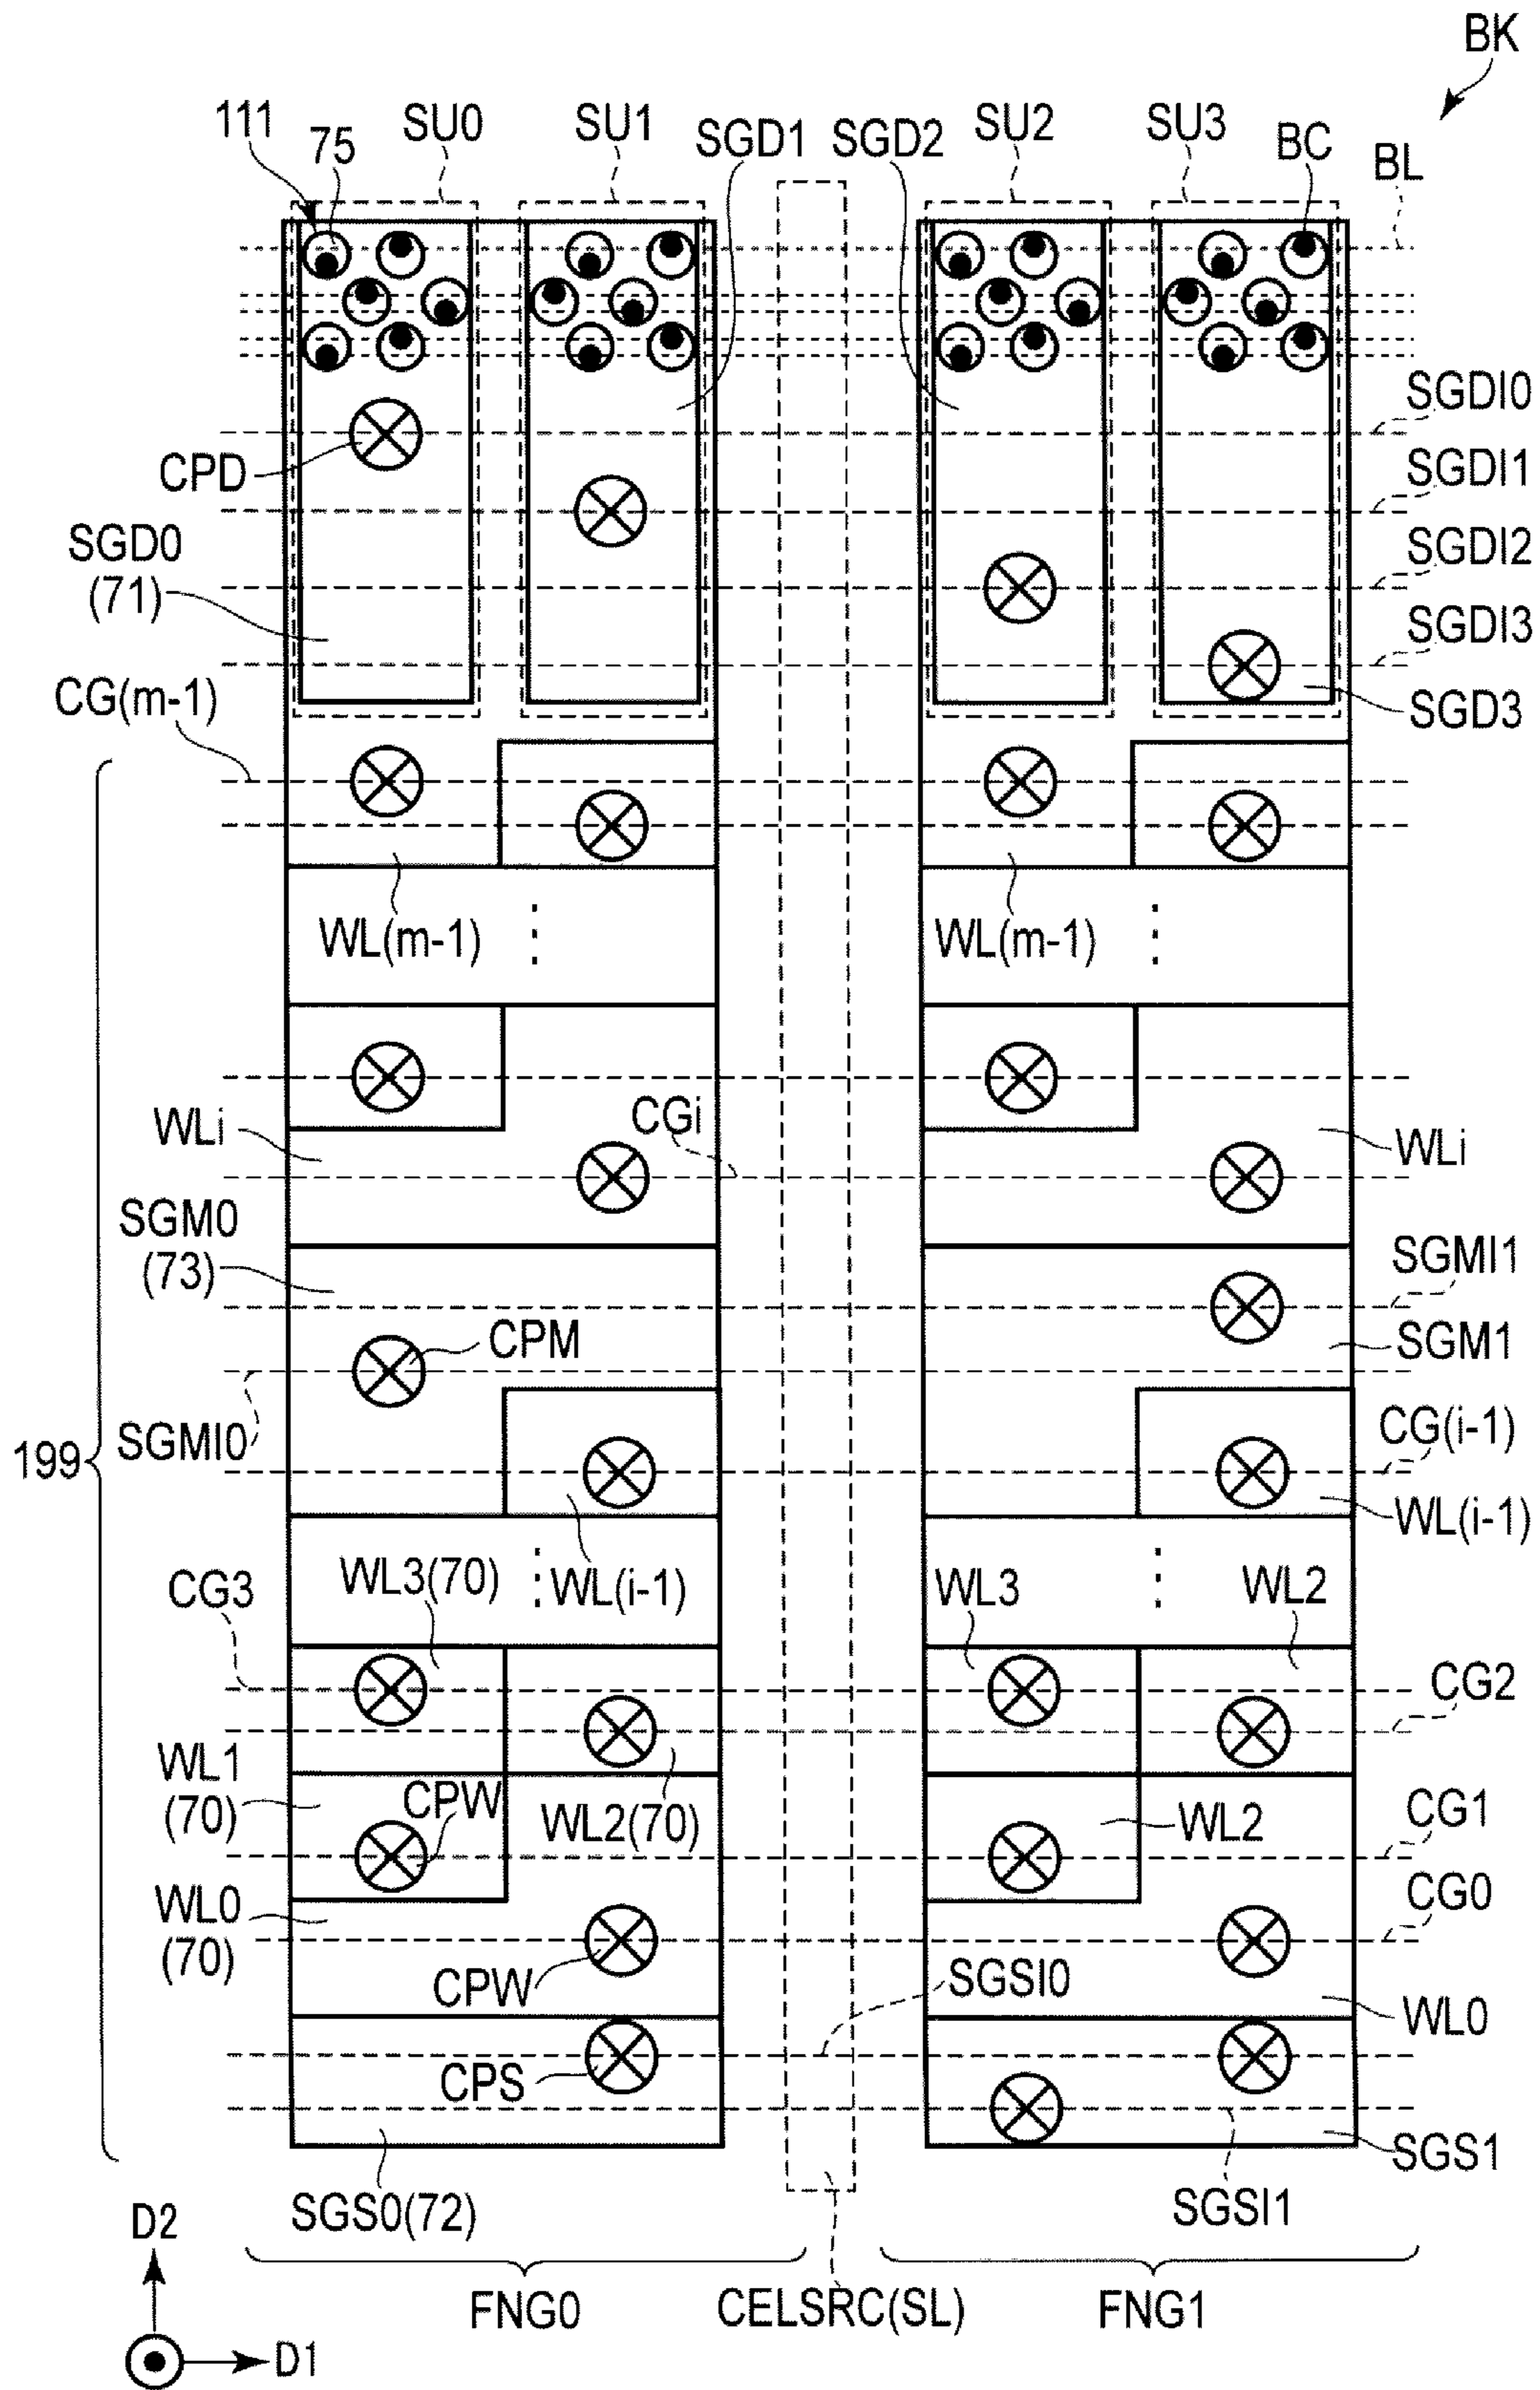 BK
111
75
SU0
SU1
SGD1
SGD2
SU2
SU3
BC
BL
SGDI0
CPD
SGDI1
SGD0
(71)
SGDI2
SGDI3
CG(m-1)
SGD3
WL(m-1)
WL(m-1)
WLi
CGi
WLi
SGM0
(73)
SGMI1
CPM
SGM1
SGMI0
CG(i-1)
199
WL(i-1)
CG3
WL3(70)
WL(i-1)
WL3
WL2
CG2
WL1
(70)
CPW
WL2(70)
WL2
CG1
WL0
(70)
CG0
CPW
SGSI0
WL0
CPS
SGS1
SGS0(72)
SGSI1
D2
FNG0
CELSRC(SL)
FNG1
D1